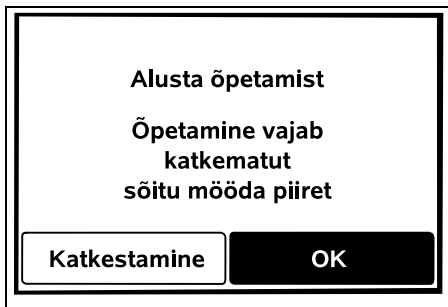 Alusta õpetamist
Õpetamine vajab
katkematut
sõitu mööda piiret
Katkestamine OK